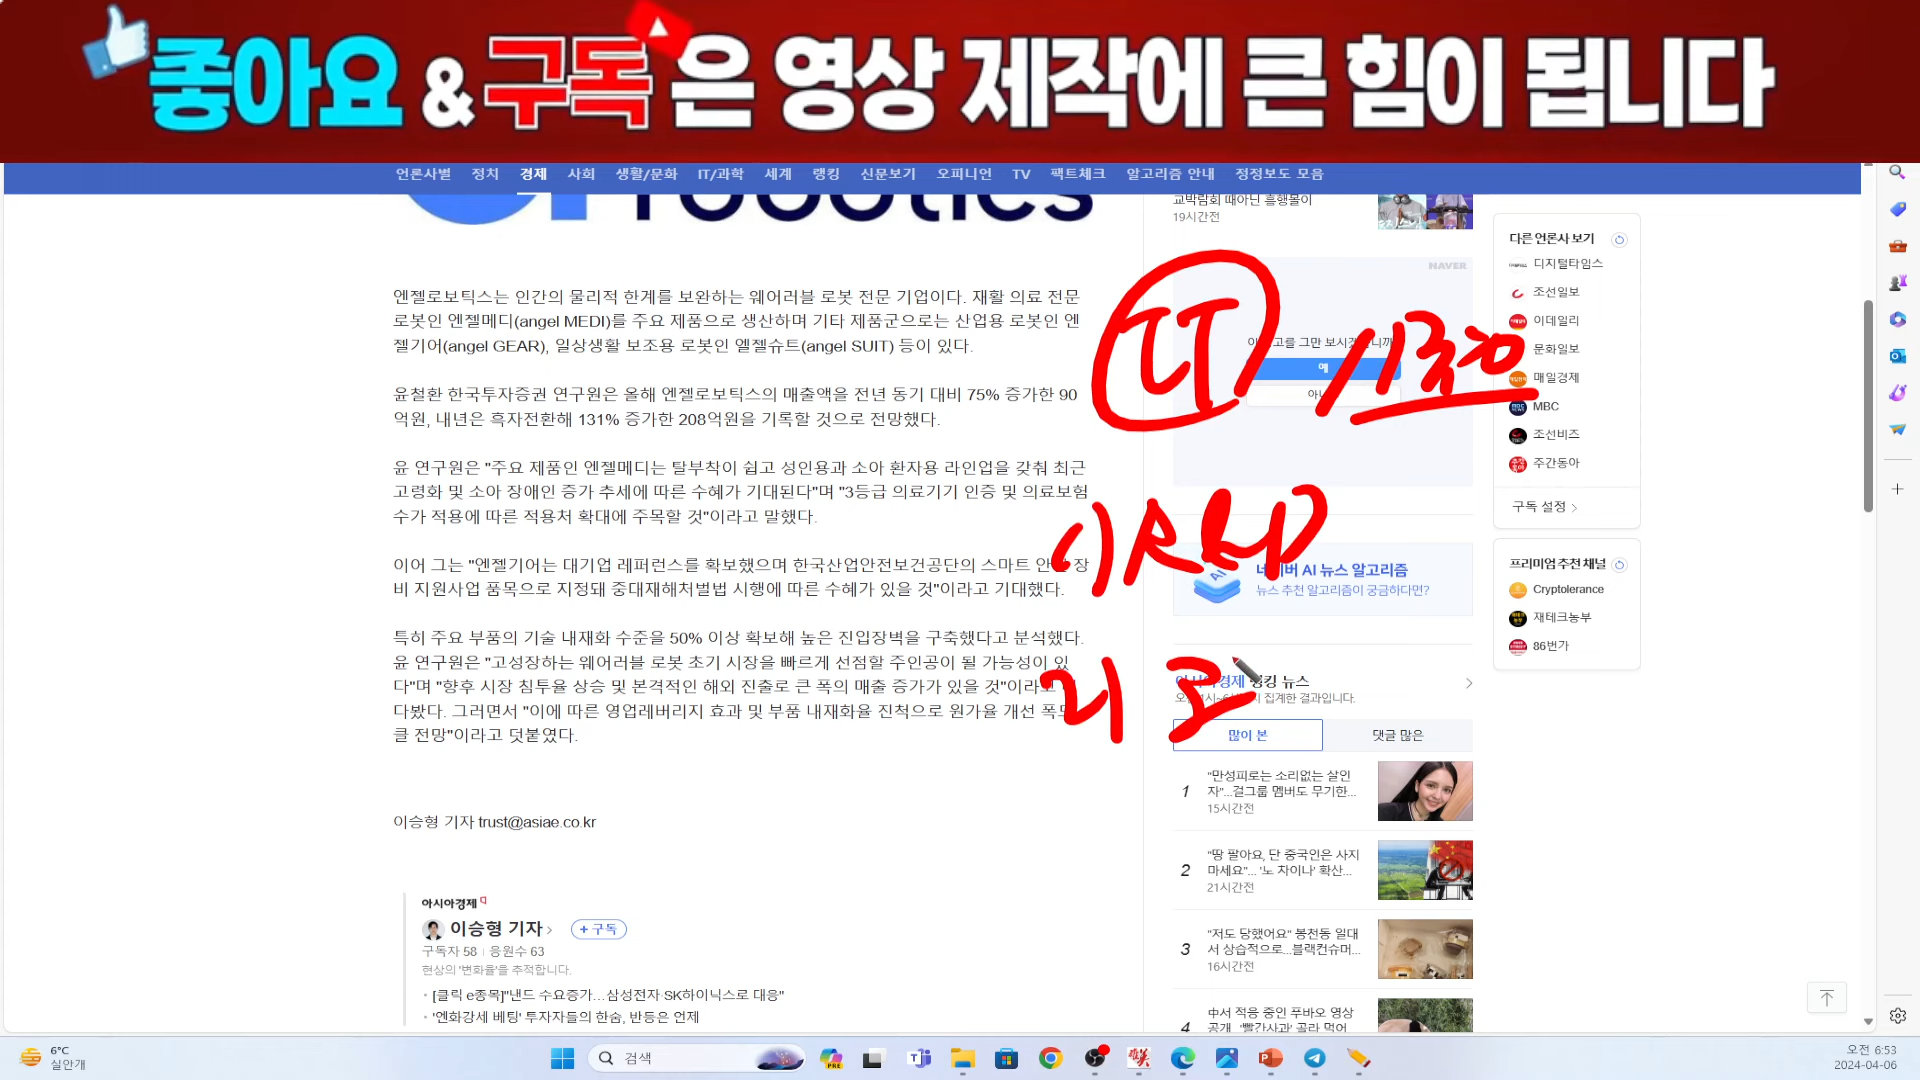 좋아요 & 구독은 영상 제작에 큰 힘이 됩니다
언론사별 정치 경제 사회 생활/문화 IT/과학 세계 랭킹 신문보기 오피니언 TV 팩트체크 알고리즘 안내 정정보도 모음
robotics
엔젤로보틱스는 인간의 물리적 한계를 보완하는 웨어러블 로봇 전문 기업이다. 재활 의료 전문
로봇인 엔젤메디(angel MEDI)를 주요 제품으로 생산하며 기타 제품군으로는 산업용 로봇인 엔
젤기어(angel GEAR), 일상생활 보조용 로봇인 엘젤슈트(angel SUIT) 등이 있다.
윤철환 한국투자증권 연구원은 올해 엔젤로보틱스의 매출액을 전년 동기 대비 75% 증가한 90
억원, 내년은 흑자전환해 131% 증가한 208억원을 기록할 것으로 전망했다.
윤 연구원은 "주요 제품인 엔젤메디는 탈부착이 쉽고 성인용과 소아 환자용 라인업을 갖춰 최근
고령화 및 소아 장애인 증가 추세에 따른 수혜가 기대된다"며 "3등급 의료기기 인증 및 의료보험
수가 적용에 따른 적용처 확대에 주목할 것"이라고 말했다.
이어 그는 "엔젤기어는 대기업 레퍼런스를 확보했으며 한국산업안전보건공단의 스마트 안 장
비 지원사업 품목으로 지정돼 중대재해처벌법 시행에 따른 수혜가 있을 것"이라고 기대했다.
특히 주요 부품의 기술 내재화 수준을 50% 이상 확보해 높은 진입장벽을 구축했다고 분석했다.
윤 연구원은 "고성장하는 웨어러블 로봇 초기 시장을 빠르게 선점할 주인공이 될 가능성이 있
다"며 "향후 시장 침투율 상승 및 본격적인 해외 진출로 큰 폭의 매출 증가가 있을 것"이라
다봤다. 그러면서 "이에 따른 영업레버리지 효과 및 부품 내재화율 진척으로 원가율 개선 폭도
클 전망"이라고 덧붙였다.
이승형 기자 trust@asiae.co.kr
아시아경제
이승형 기자 + 구독
구독자 58 응원수 63
현상의 '변화율'을 추적합니다.
[클릭 e종목]"낸드 수요증가…삼성전자·SK하이닉스로 대응"
'엔화강세 베팅' 투자자들의 한숨, 반등은 언제
교박람회 때아닌 흥행몰이
19시간전
NAVER
고를 그만 보시겠 니까
예
IR
네이버 AI 뉴스 알고리즘
뉴스 추천 알고리즘이 궁금하다면?
랭킹 뉴스
집계한 결과입니다.
많이 본 댓글 많은
1 "만성피로는 소리없는 살인
자"...걸그룹 멤버도 무기한...
15시간전
2 "땅 팔아요, 단 중국인은 사지
마세요"... '노 차이나' 확산...
21시간전
3 "저도 당했어요" 봉천동 일대
서 상습적으로...블랙컨슈머...
16시간전
4 中서 적응 중인 푸바오 영상
공개…'빨간사과' 골라 먹어
다른 언론사 보기
디지털타임스
조선일보
이데일리
문화일보
매일경제
MBC
조선비즈
주간동아
구독 설정
프리미엄 추천 채널
Cryptolerance
재테크농부
86번가
6°C
실안개
검색
오전 6:53
2024-04-06